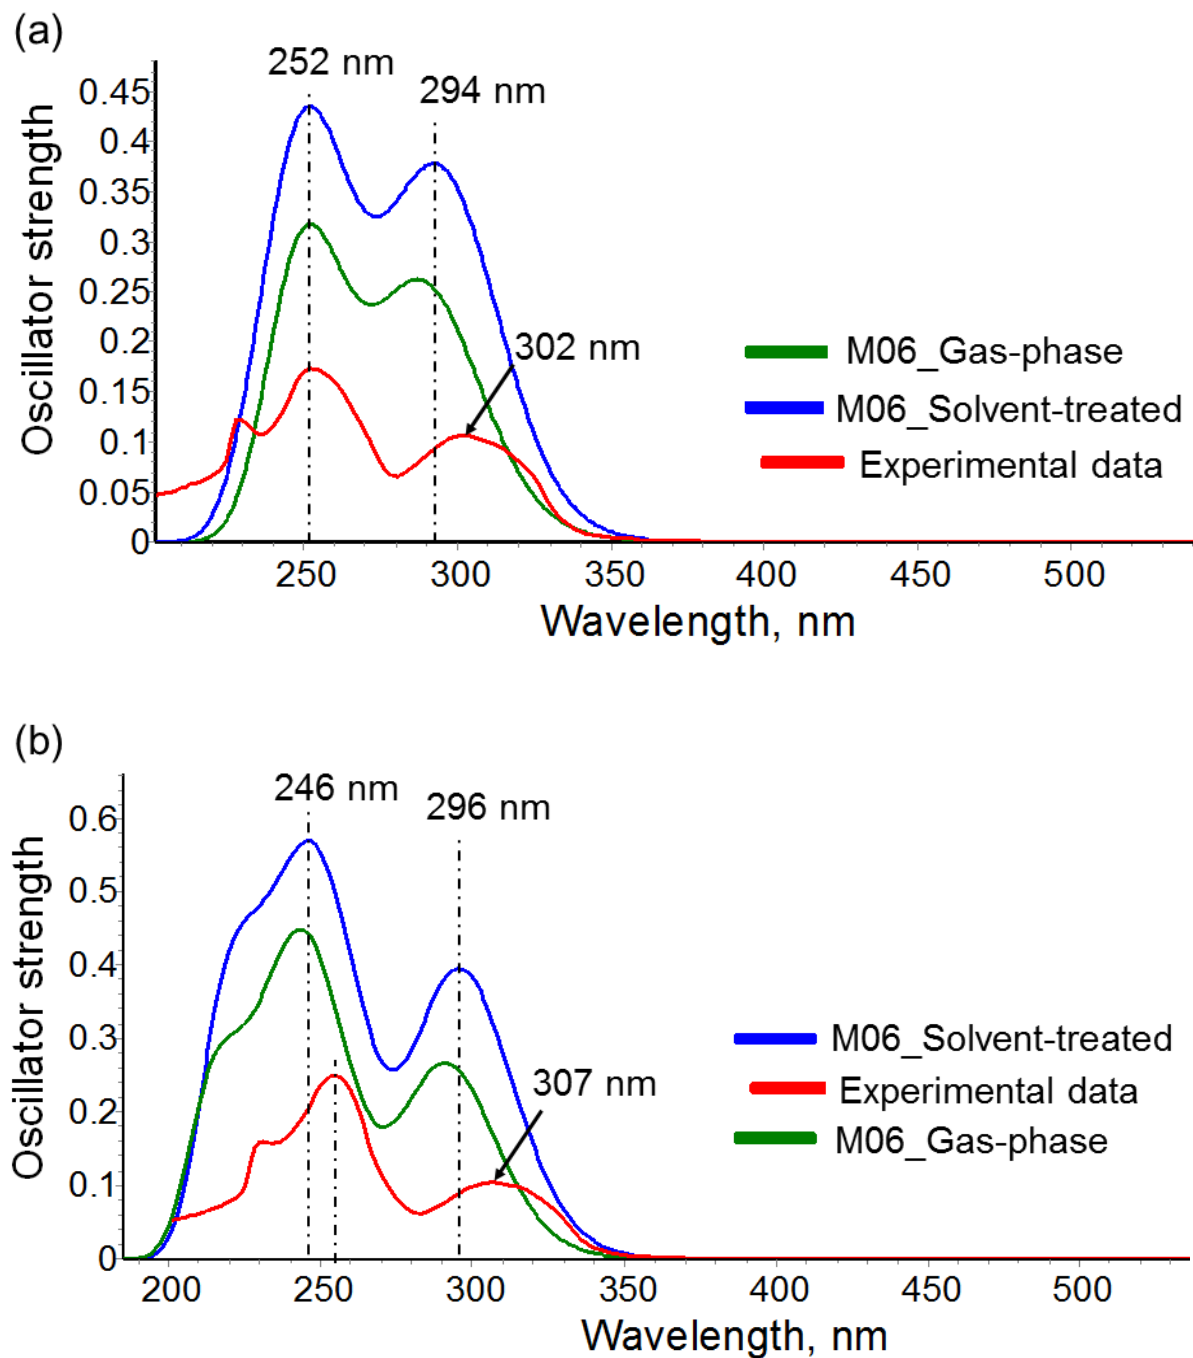 (a)
252 nm
294 nm
0.45
0.4
0.35
0.3
0.25
0.2
0.15
0.1
0.05
0
Oscillator strength
302 nm
M06_Gas-phase
M06_Solvent-treated
Experimental data
250
300
350
400
450
500
Wavelength, nm
(b)
246 nm
296 nm
0.6
0.5
0.4
0.3
0.2
0.1
0
Oscillator strength
307 nm
M06_Solvent-treated
Experimental data
M06_Gas-phase
200
250
300
350
400
450
500
Wavelength, nm